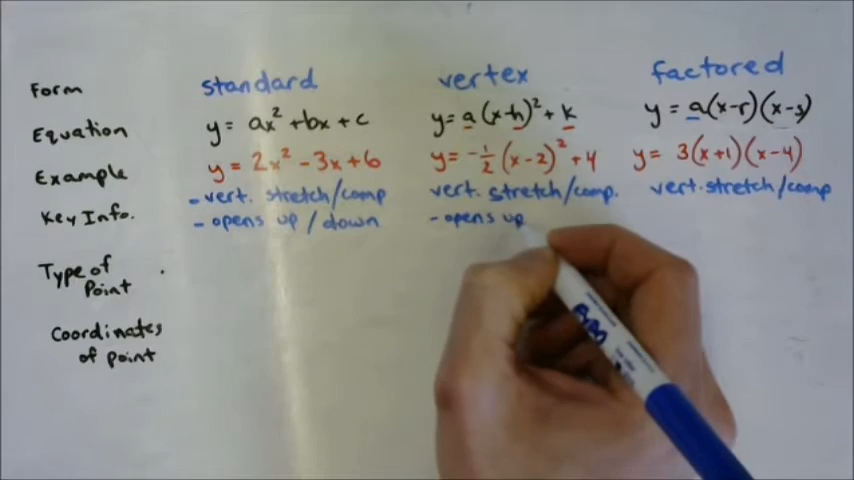 Form standard vertex factored
Equation y = ax² + bx + c y = a(x-h)² + k y = a(x-r)(x-s)
Example y = 2x² - 3x + 6 y = -½(x-2)² + 4 y = 3(x+1)(x-4)
Key Info. - vert. stretch/comp vert. stretch/comp. vert. stretch/comp
- opens up / down - opens up
Type of
Point
Coordinates
of point